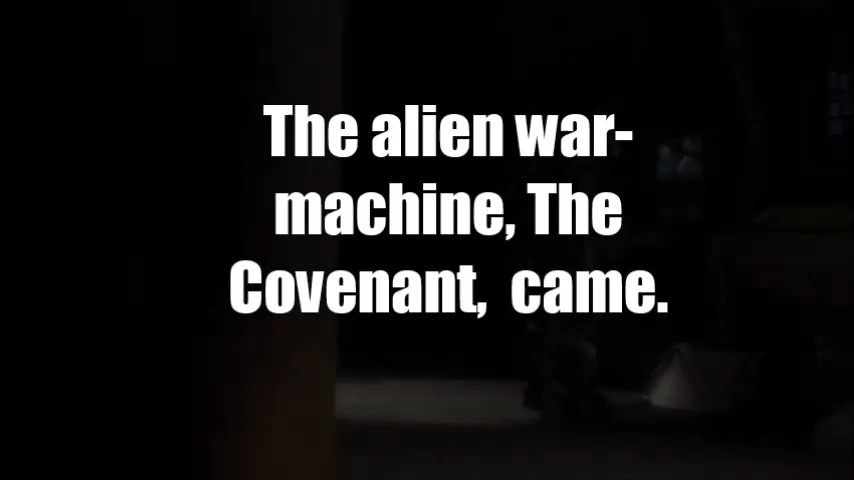 The alien war-
machine, The
Covenant,  came.